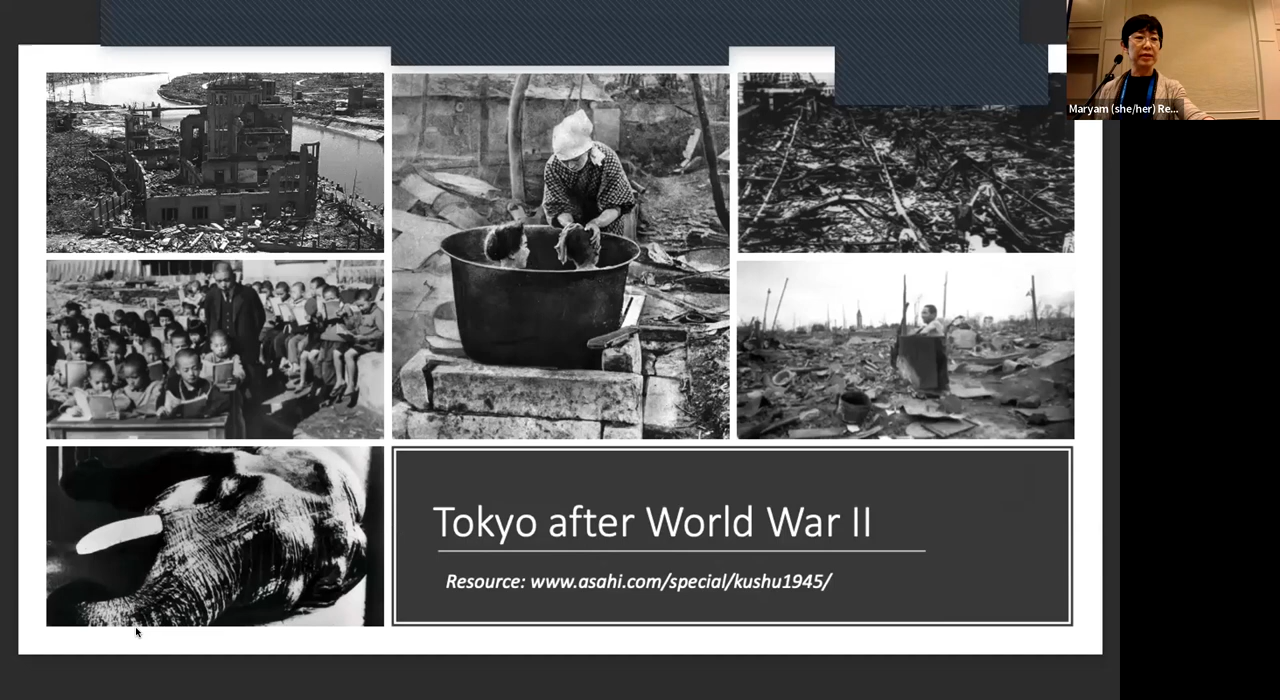 Maryam (she/her) Re...
Tokyo after World War II
Resource: www.asahi.com/special/kushu1945/